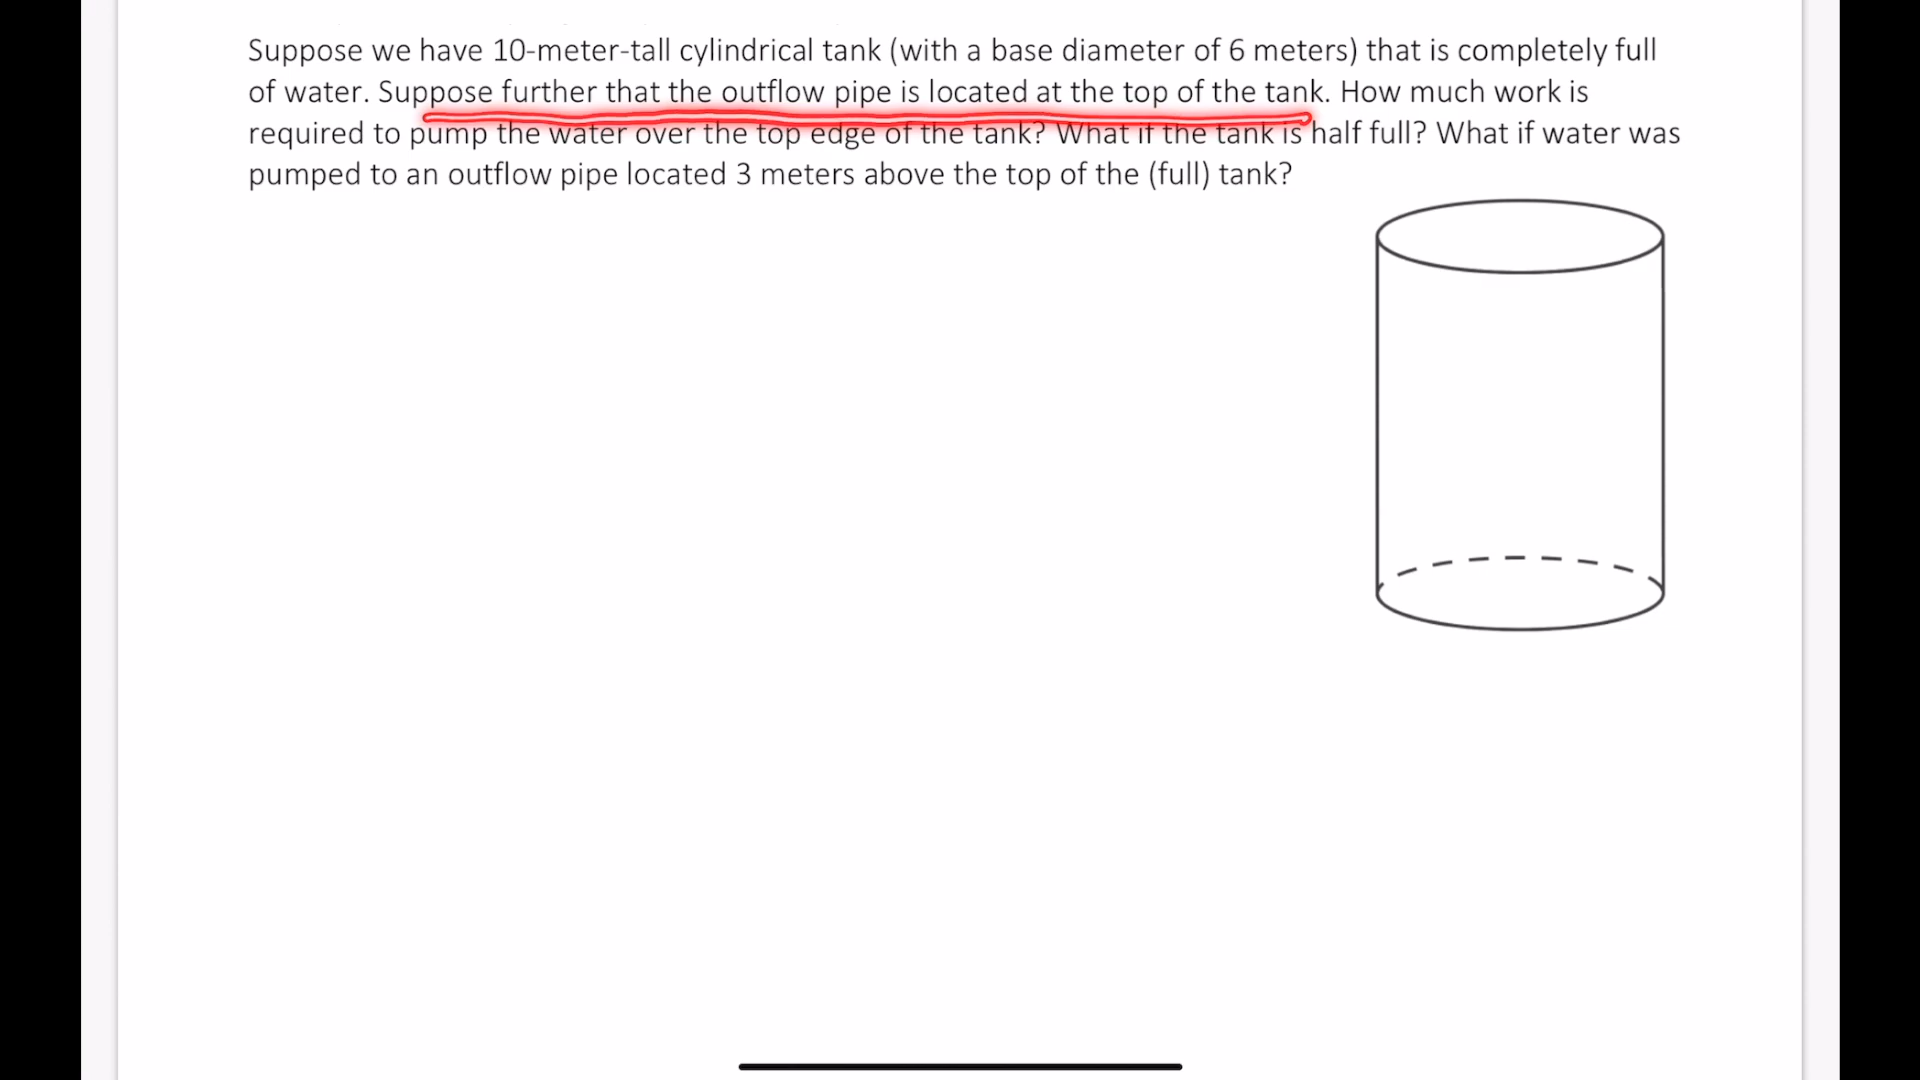 Suppose we have 10-meter-tall cylindrical tank (with a base diameter of 6 meters) that is completely full
of water. Suppose further that the outflow pipe is located at the top of the tank. How much work is
required to pump the water over the top edge of the tank? What if the tank is half full? What if water was
pumped to an outflow pipe located 3 meters above the top of the (full) tank?